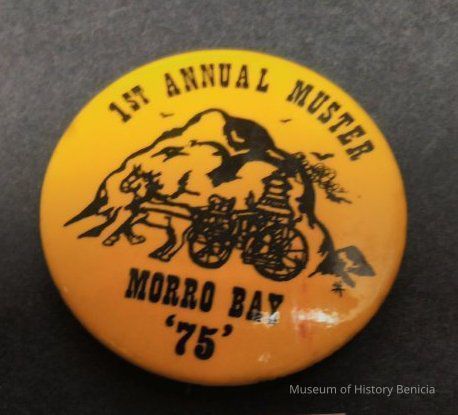 1ST ANNUAL MUSTER
MORRO BAY
'75'
Museum of History Benicia